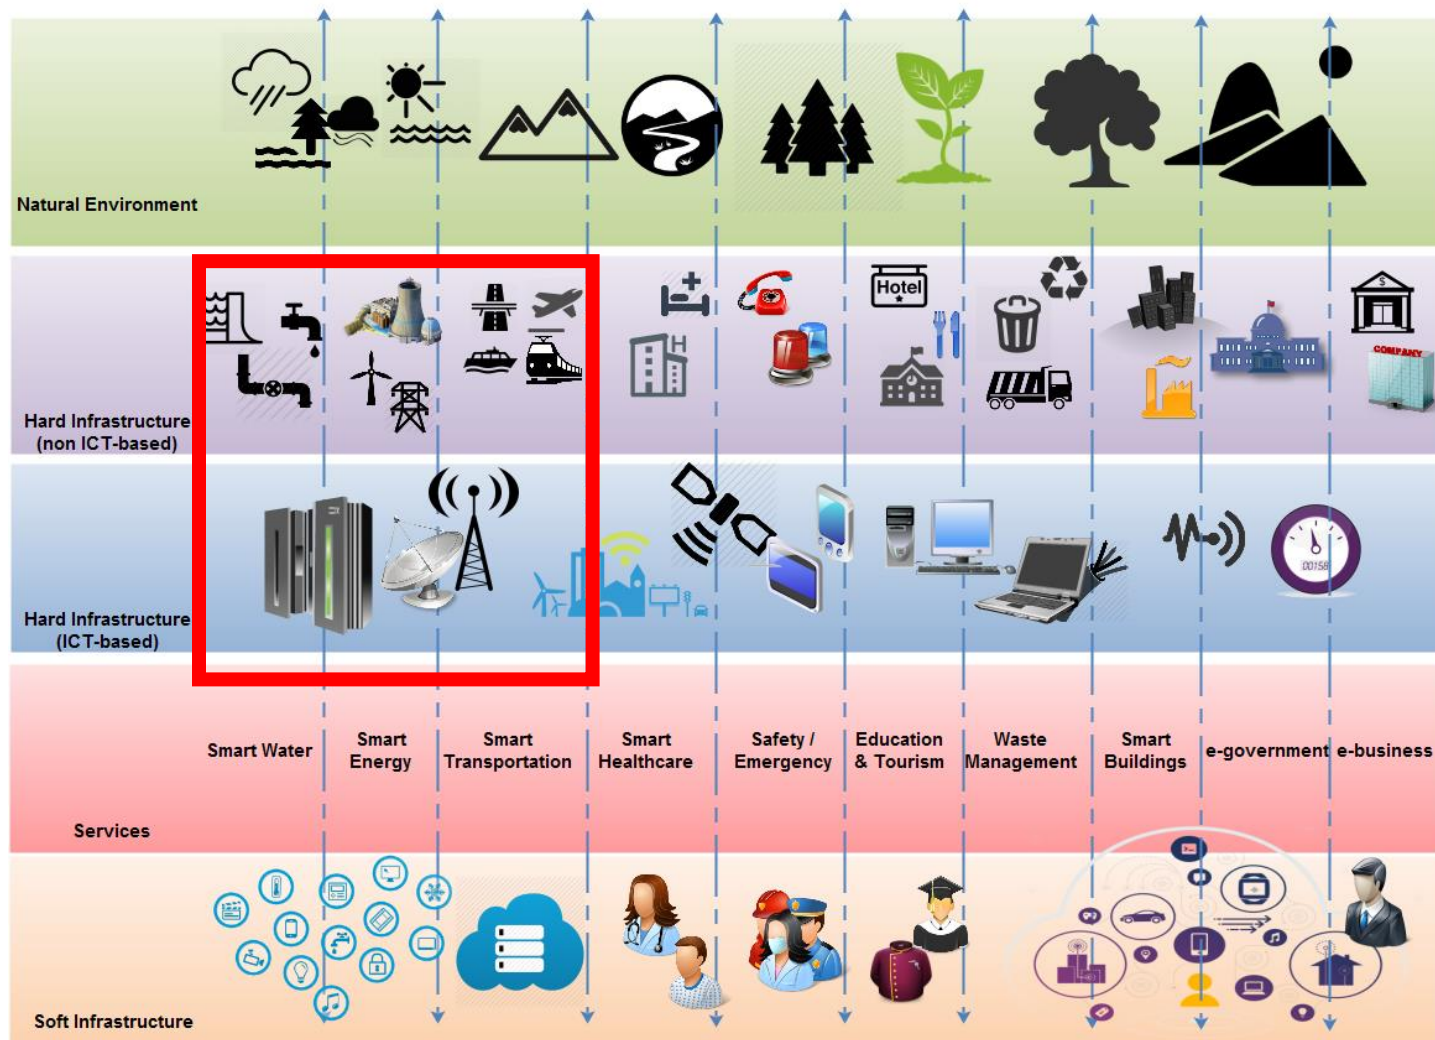 Natural Environment
Hotel
H
$
COMPANY
Hard Infrastructure
(non ICT-based)
00158
Hard Infrastructure
(ICT-based)
Smart Water
Smart
Energy
Smart
Transportation
Smart
Healthcare
Safety /
Emergency
Education
& Tourism
Waste
Management
Smart
Buildings
e-government
e-business
Services
Soft Infrastructure